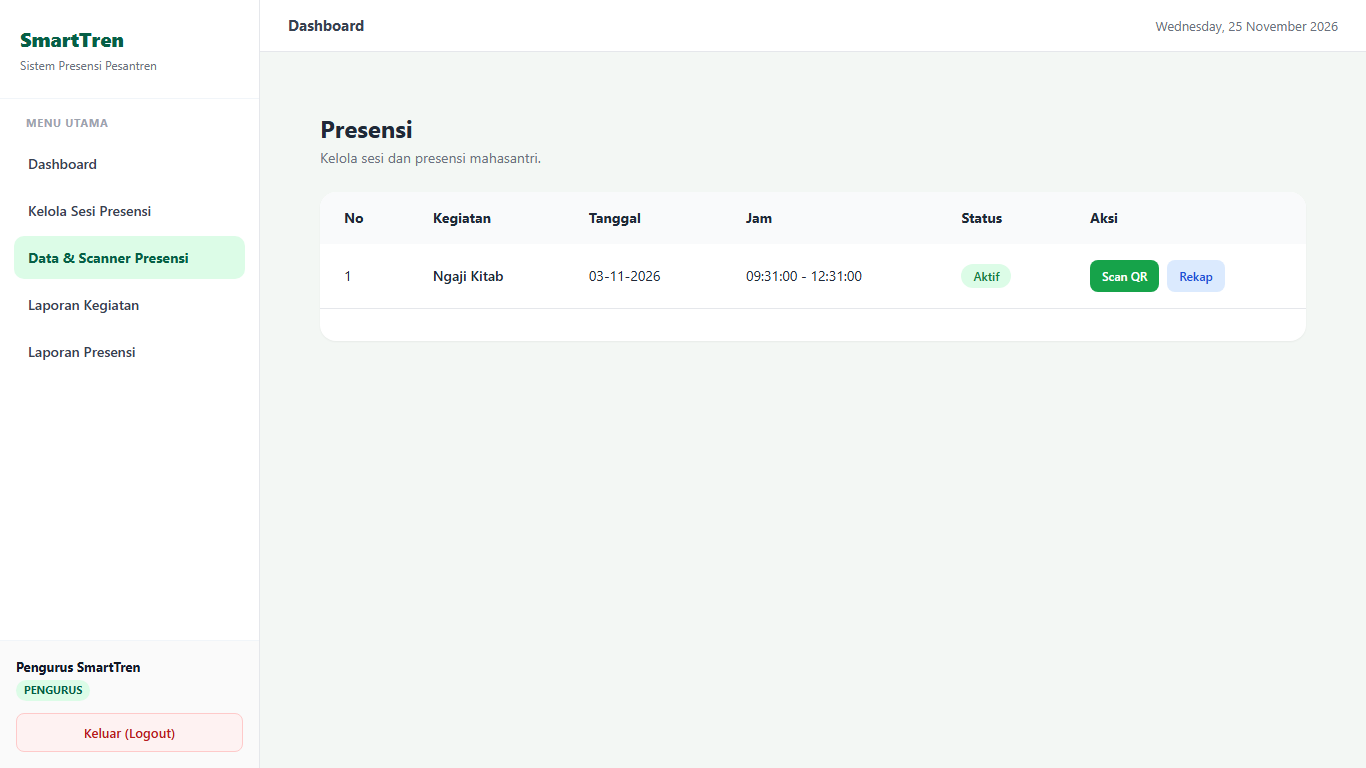 SmartTren
Sistem Presensi Pesantren
MENU UTAMA
Dashboard
Kelola Sesi Presensi
Data & Scanner Presensi
Laporan Kegiatan
Laporan Presensi
Pengurus SmartTren
PENGURUS
Keluar (Logout)
Dashboard
Wednesday, 25 November 2026
Presensi
Kelola sesi dan presensi mahasantri.
No Kegiatan Tanggal Jam Status Aksi
1 Ngaji Kitab 03-11-2026 09:31:00 - 12:31:00 Aktif Scan QR Rekap